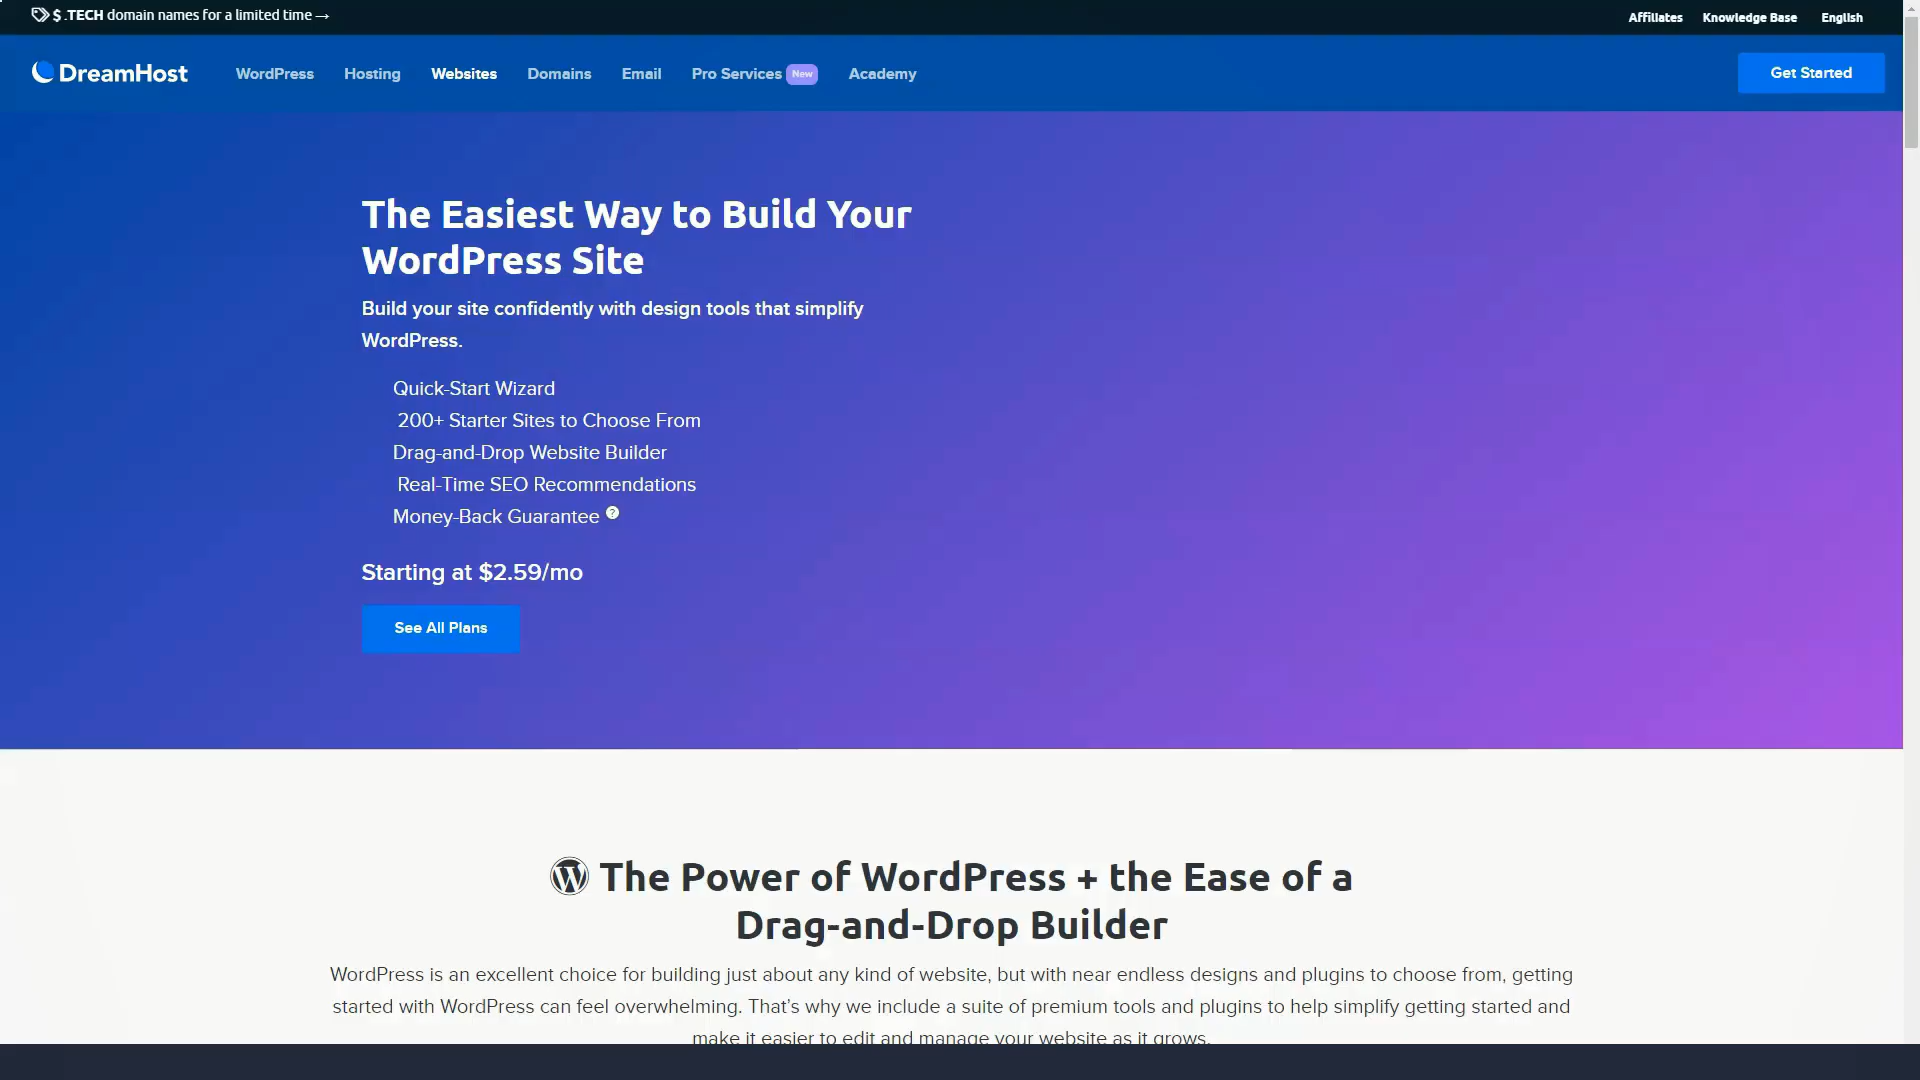 $ .TECH domain names for a limited time →
Affiliates Knowledge Base English
DreamHost WordPress Hosting Websites Domains Email Pro Services New Academy Get Started
The Easiest Way to Build Your
WordPress Site
Build your site confidently with design tools that simplify
WordPress.
Quick-Start Wizard
200+ Starter Sites to Choose From
Drag-and-Drop Website Builder
Real-Time SEO Recommendations
Money-Back Guarantee ?
Starting at $2.59/mo
See All Plans
The Power of WordPress + the Ease of a
Drag-and-Drop Builder
WordPress is an excellent choice for building just about any kind of website, but with near endless designs and plugins to choose from, getting
started with WordPress can feel overwhelming. That’s why we include a suite of premium tools and plugins to help simplify getting started and
make it easier to edit and manage your website as it grows.